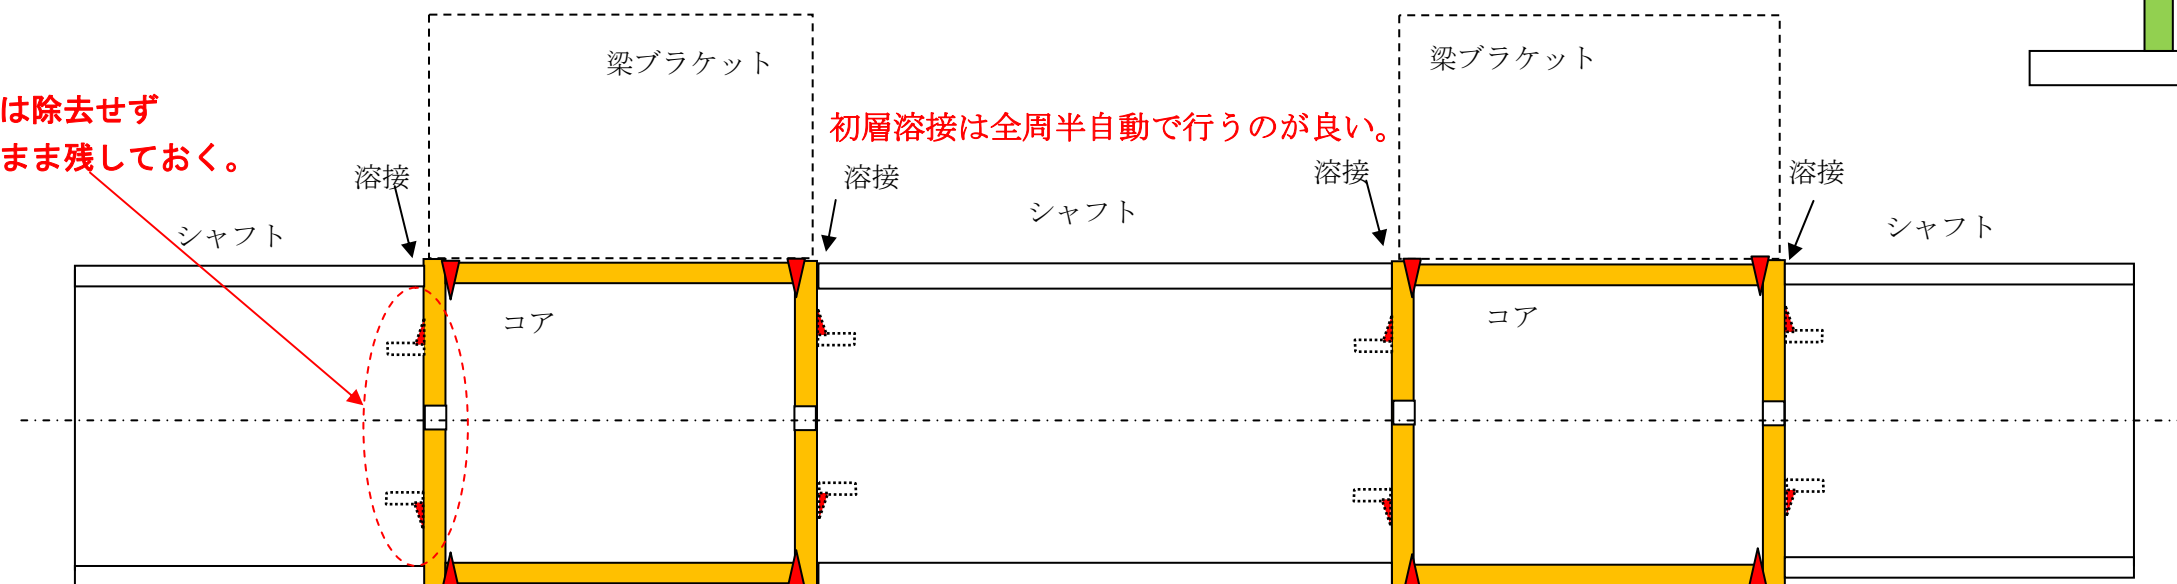 梁ブラケット
梁ブラケット
は除去せず
まま残しておく。
初層溶接は全周半自動で行うのが良い。
溶接
溶接
溶接
溶接
シャフト
シャフト
シャフト
コア
コア